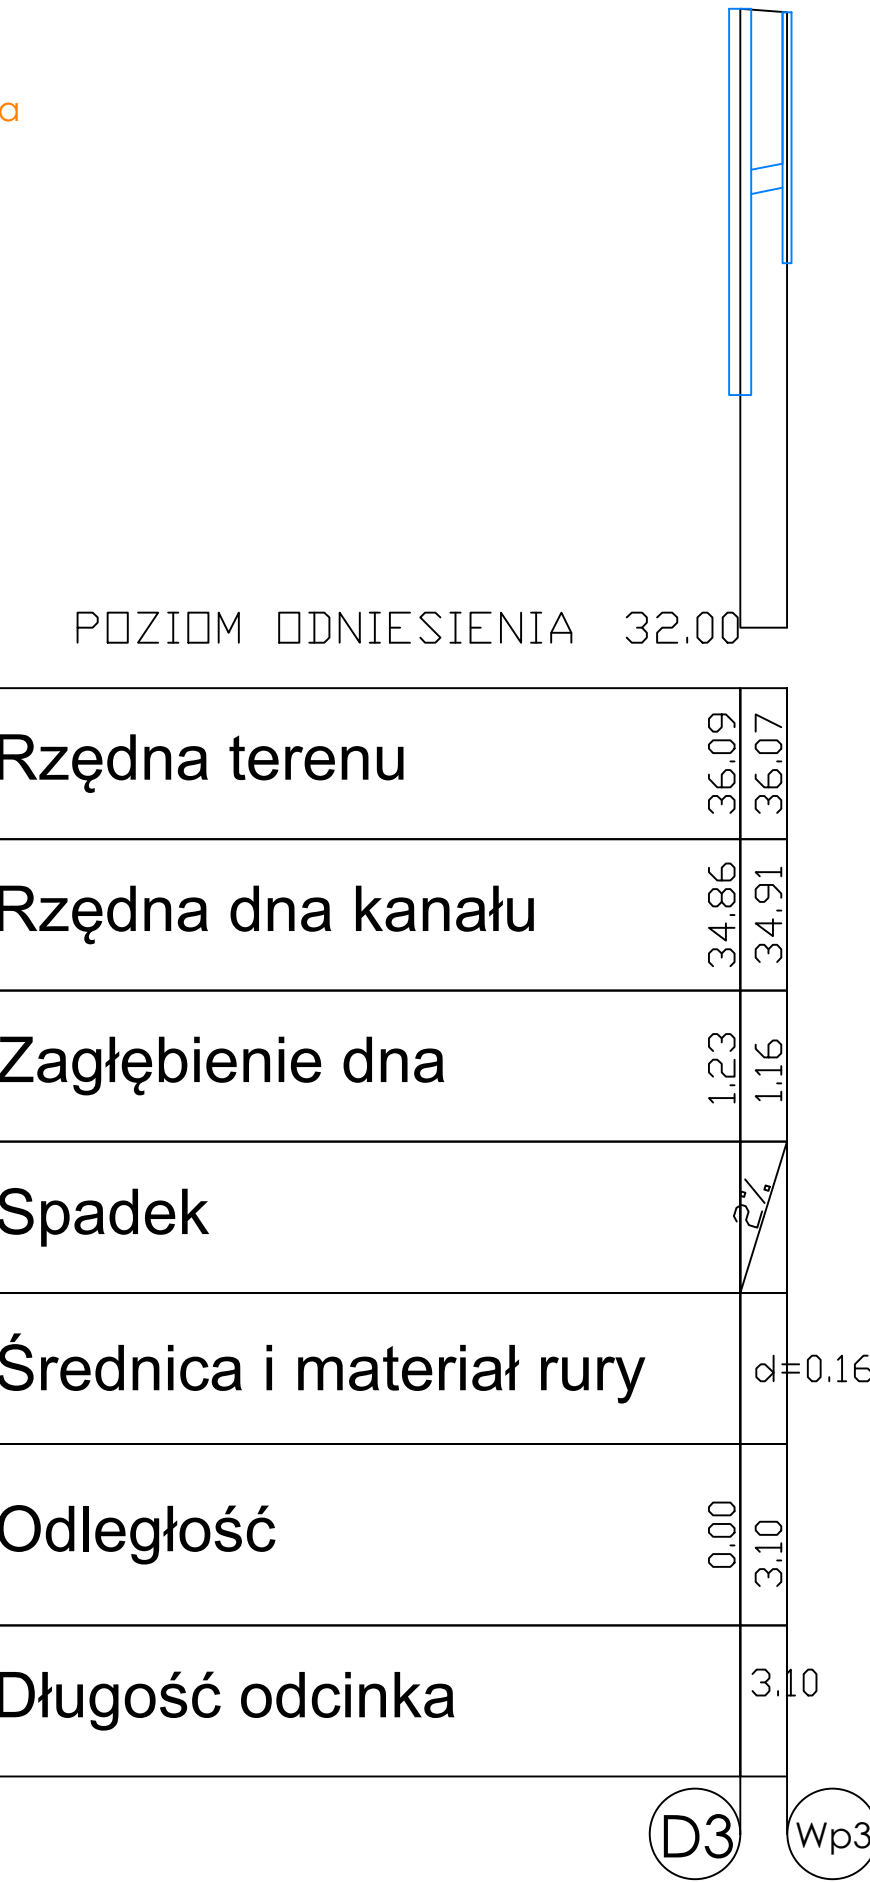 a
POZIOM ODNIESIENIA 32.00
Rzędna terenu 36.09 36.07
Rzędna dna kanału 34.86 34.91
Zagłębienie dna 1.23 1.16
Spadek 2%
Średnica i materiał rury d=0.16
Odległość 0.00 3.10
Długość odcinka 3.10
D3 Wp3